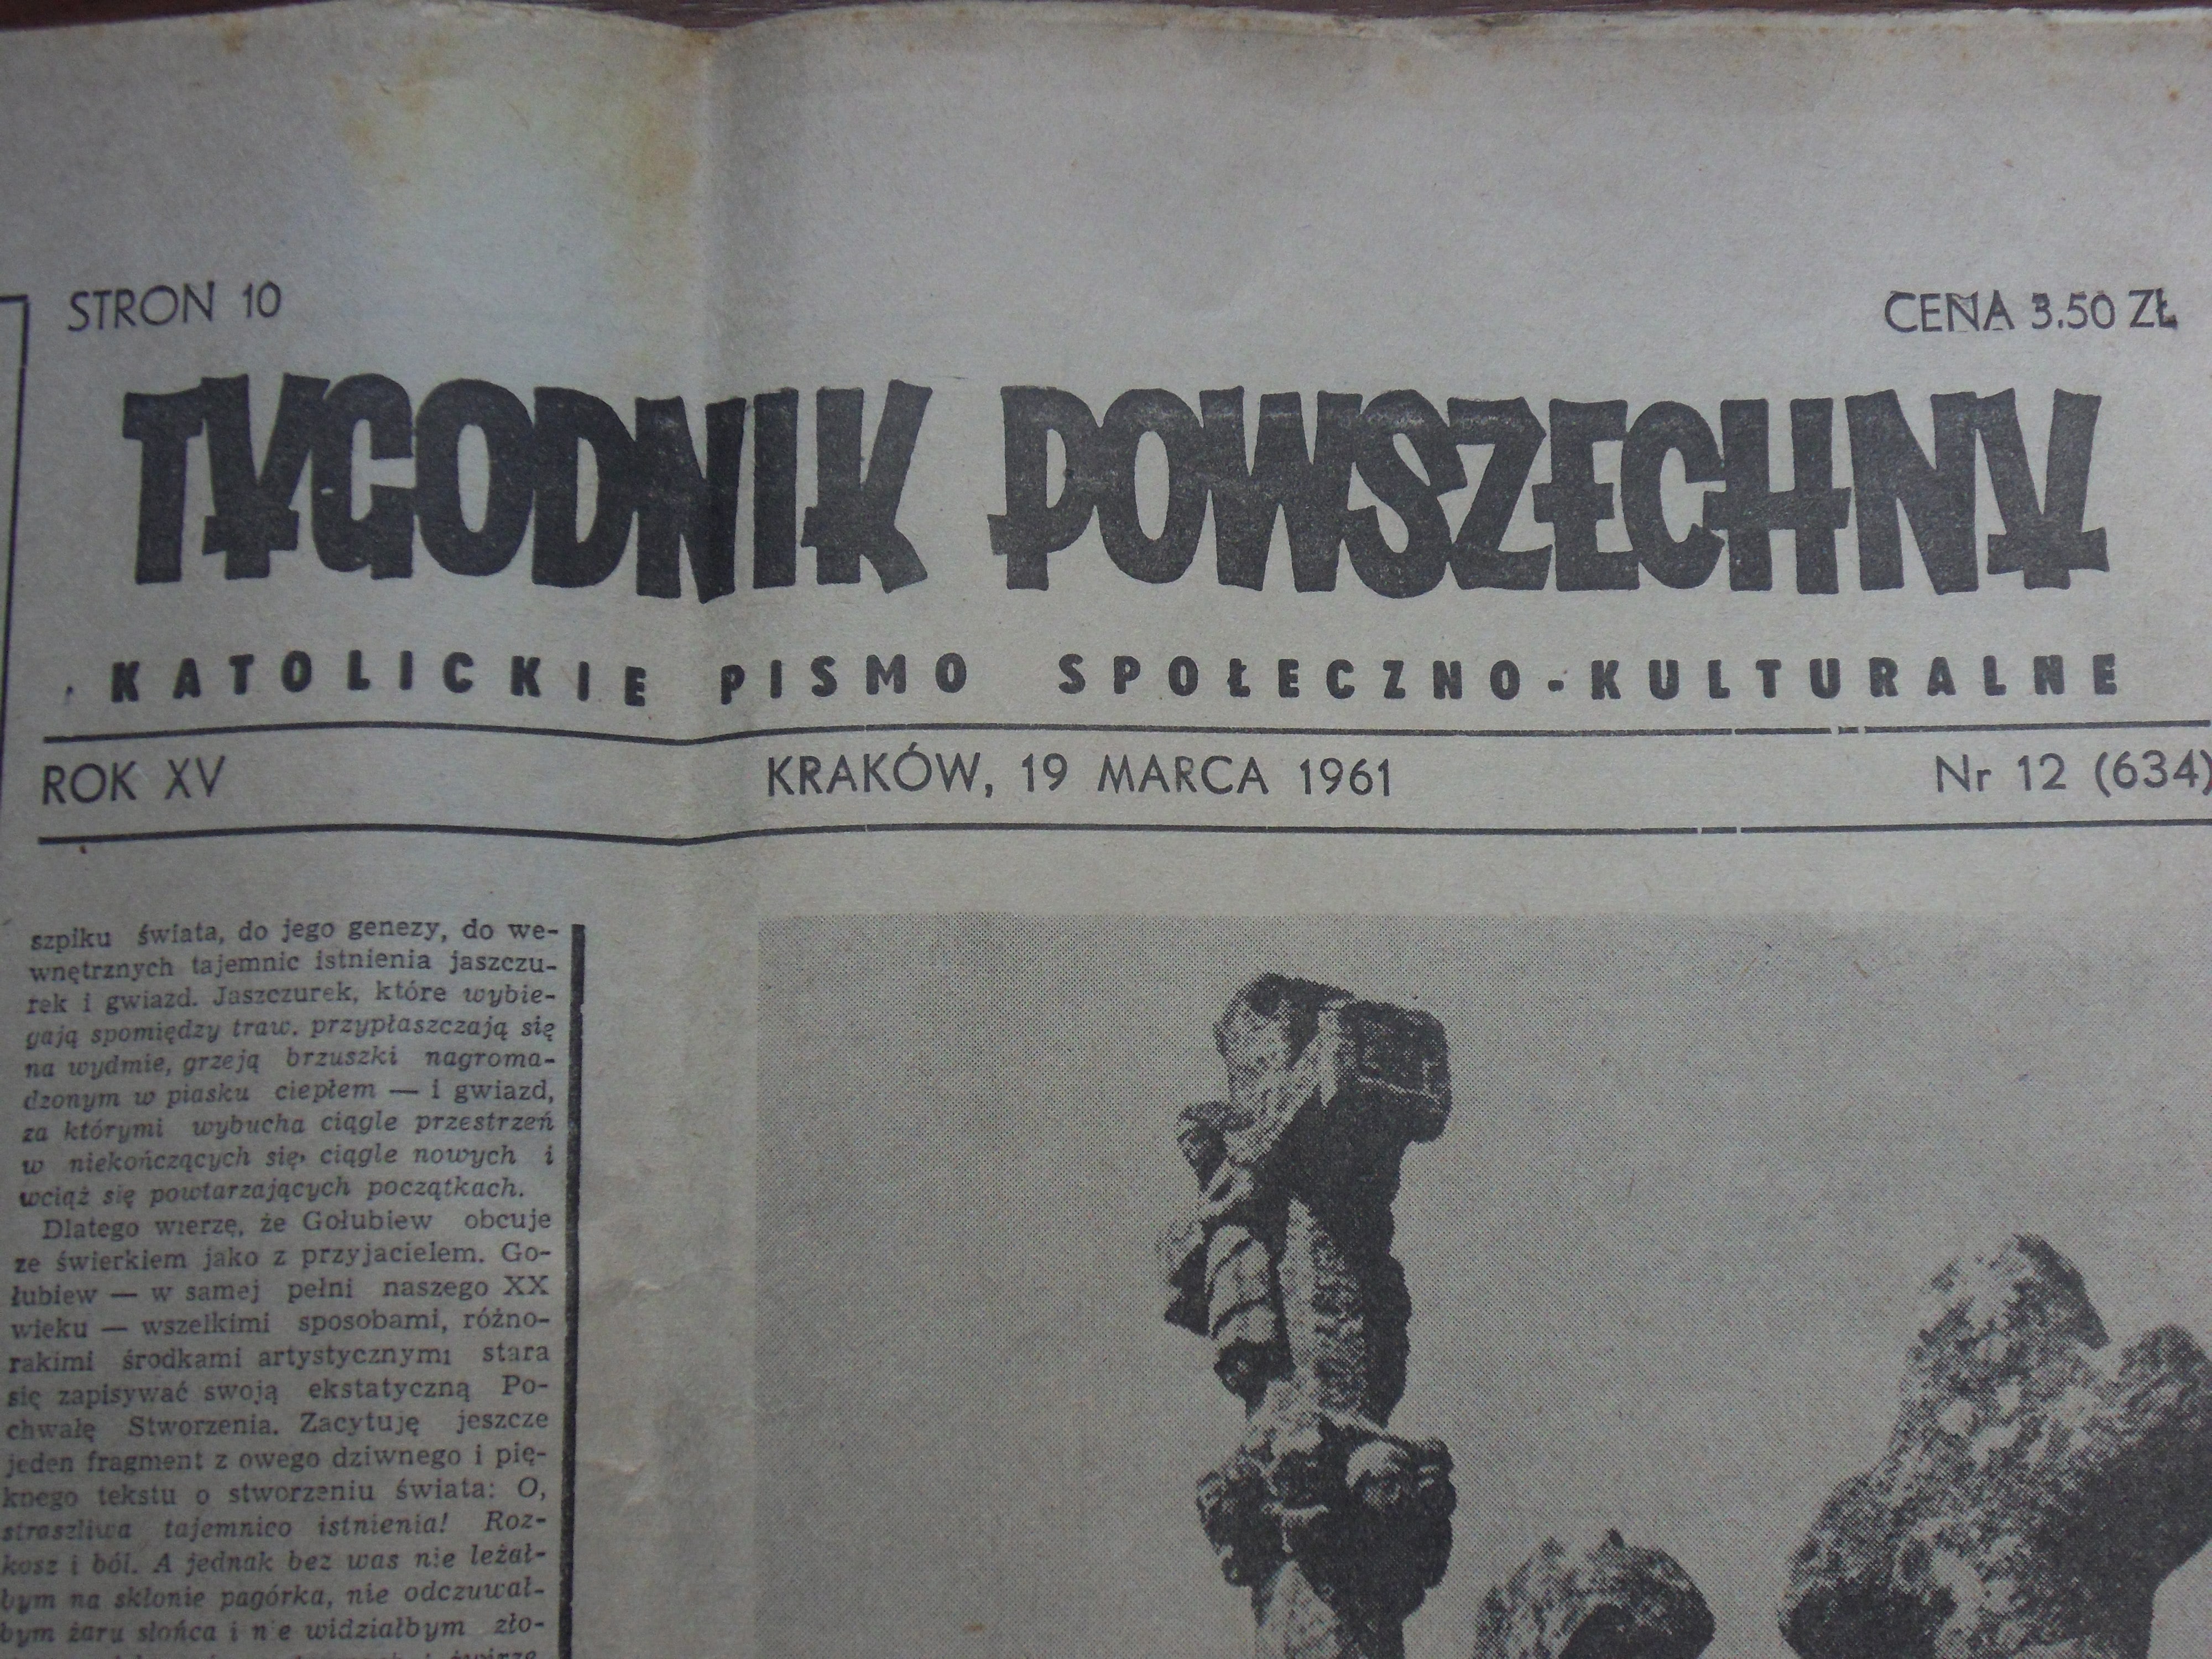 STRON 10
CENA 3.50 ZŁ
TYGODNIK POWSZECHNY
KATOLICKIE PISMO SPOŁECZNO-KULTURALNE
ROK XV
KRAKÓW, 19 MARCA 1961
Nr 12 (634)
szpiku świata, do jego genezy, do we-
wnętrznych tajemnic istnienia jaszczu-
rek i gwiazd. Jaszczurek, które wybie-
gają spomiędzy traw, przypłaszczają się
na wydmie, grzeją brzuszki nagroma-
dzonym w piasku ciepłem — i gwiazd,
za którymi wybucha ciągle przestrzeń
w niekończących się, ciągle nowych i
wciąż się powtarzających początkach.
Dlatego wierzę, że Gołubiew obcuje
ze świerkiem jako z przyjacielem. Go-
łubiew — w samej pełni naszego XX
wieku — wszelkimi sposobami, różno-
rakimi środkami artystycznymi stara
się zapisywać swoją ekstatyczną Po-
chwałę Stworzenia. Zacytuję jeszcze
jeden fragment z owego dziwnego i pię-
knego tekstu o stworzeniu świata: O,
straszliwa tajemnico istnienia! Roz-
kosz i ból. A jednak bez was nie leżał-
bym na skłonie pagórka, nie odczuwał-
bym żaru słońca i nie widziałbym zło-